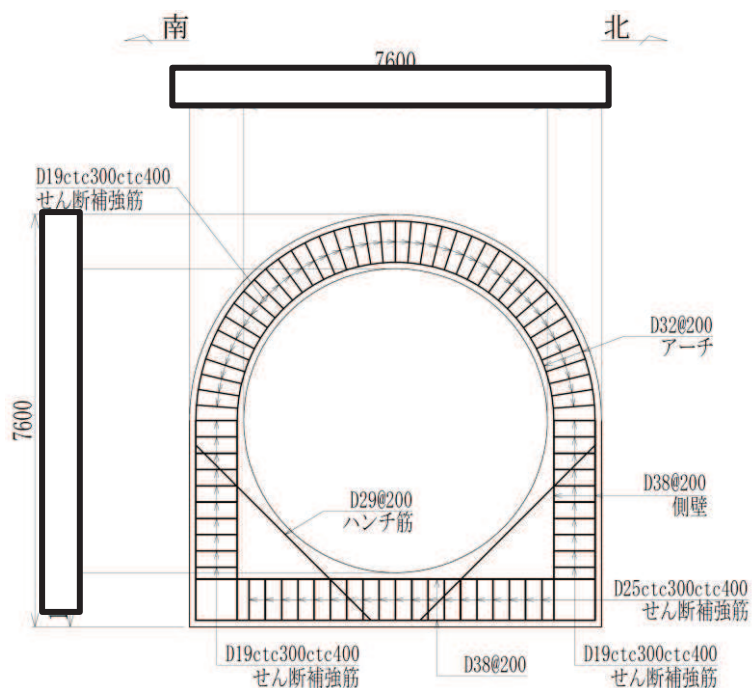 南
北
7600
D19ctc300ctc400
せん断補強筋
D32@200
アーチ
7600
D29@200
ハンチ筋
D38@200
側壁
D25ctc300ctc400
せん断補強筋
D19ctc300ctc400
せん断補強筋
D38@200
D19ctc300ctc400
せん断補強筋